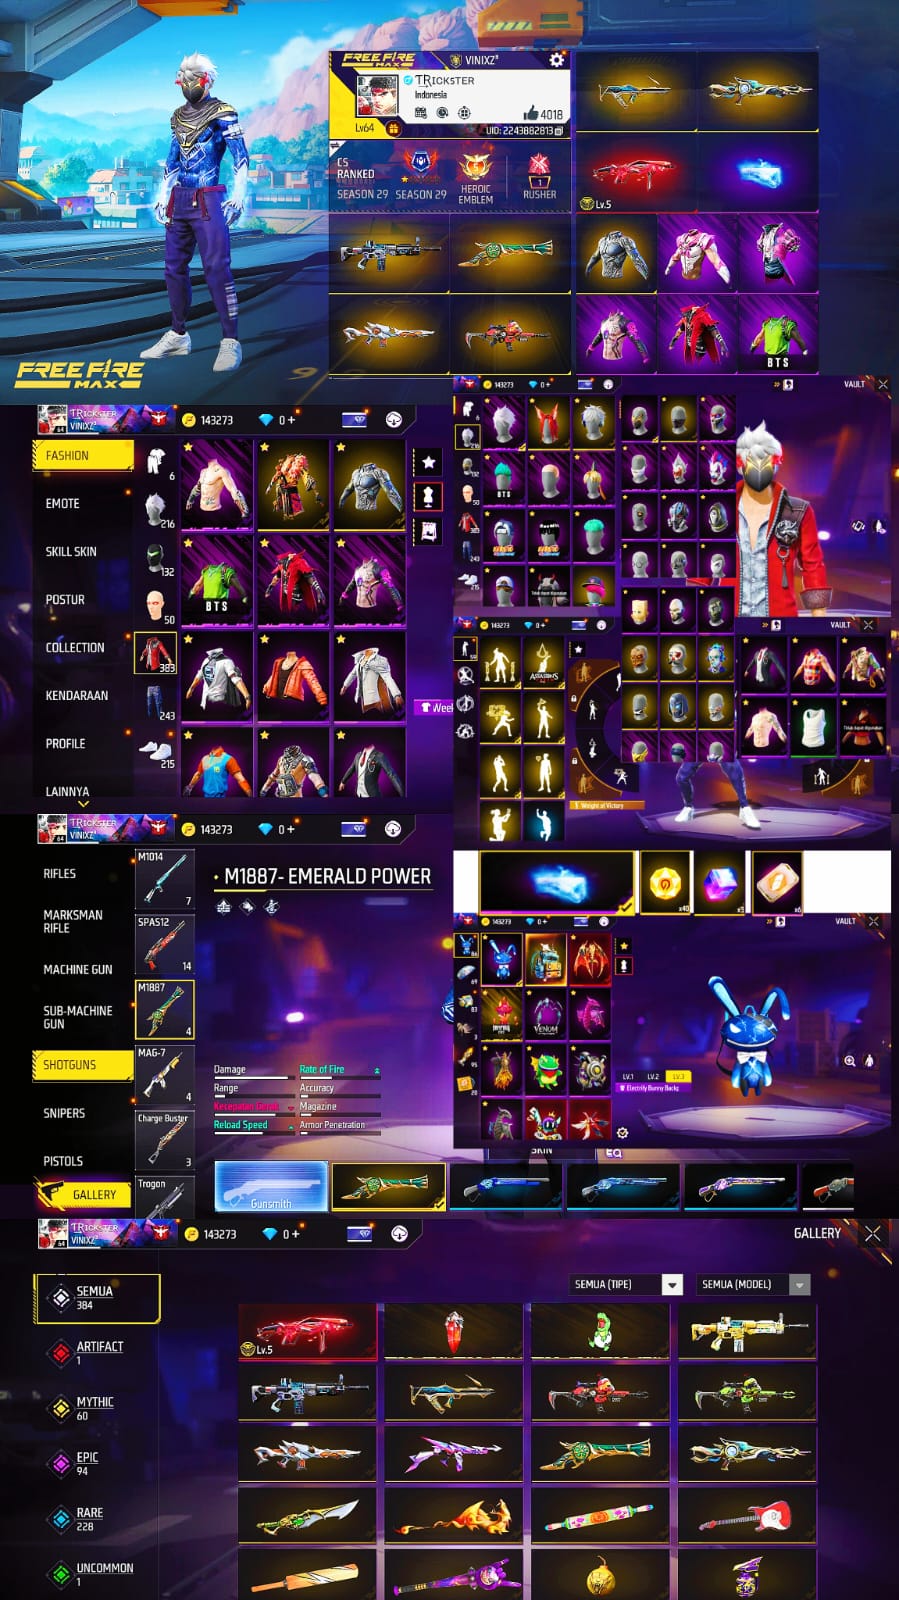 FREE FIRE
MAX
VINIXZ
TRICKSTER
Indonesia
4018
Lv64
UID: 2243882813
CS
RANKED
SEASON 29
SEASON 29
HEROIC
EMBLEM
1
RUSHER
Lv.5
BTS
FREE FIRE
MAX
TRICKSTER
VINIXZ
143273
0 +
FASHION
EMOTE
SKILL SKIN
POSTUR
COLLECTION
KENDARAAN
PROFILE
LAINNYA
6
216
132
50
383
243
215
BTS
Week
143273
0 +
VAULT
BTS
143273
0 +
VAULT
ASSASSIN'S
Weight of Victory
TRICKSTER
VINIXZ
143273
0 +
RIFLES
MARKSMAN
RIFLE
MACHINE GUN
SUB-MACHINE
GUN
SHOTGUNS
SNIPERS
PISTOLS
GALLERY
M1014
7
SPAS12
14
M1887
4
MAG-7
4
Charge Buster
3
Trogon
M1887- EMERALD POWER
Damage
Rate of Fire
Range
Accuracy
Magazine
Reload Speed
Armor Penetration
Gunsmith
SKIN
143273
0 +
VAULT
VENOM
LV.1
LV.2
LV.3
Electrify Bunny Backp
TRICKSTER
VINIXZ
143273
0 +
GALLERY
SEMUA
384
ARTIFACT
1
MYTHIC
60
EPIC
94
RARE
228
UNCOMMON
1
SEMUA (TIPE)
SEMUA (MODEL)
Lv.5